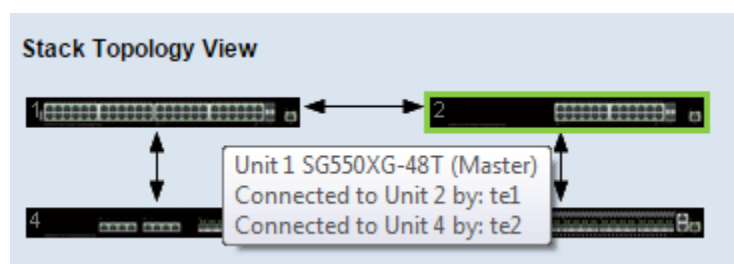 Stack Topology View
1
2
Unit 1 SG550XG-48T (Master)
Connected to Unit 2 by: te1
Connected to Unit 4 by: te2
4